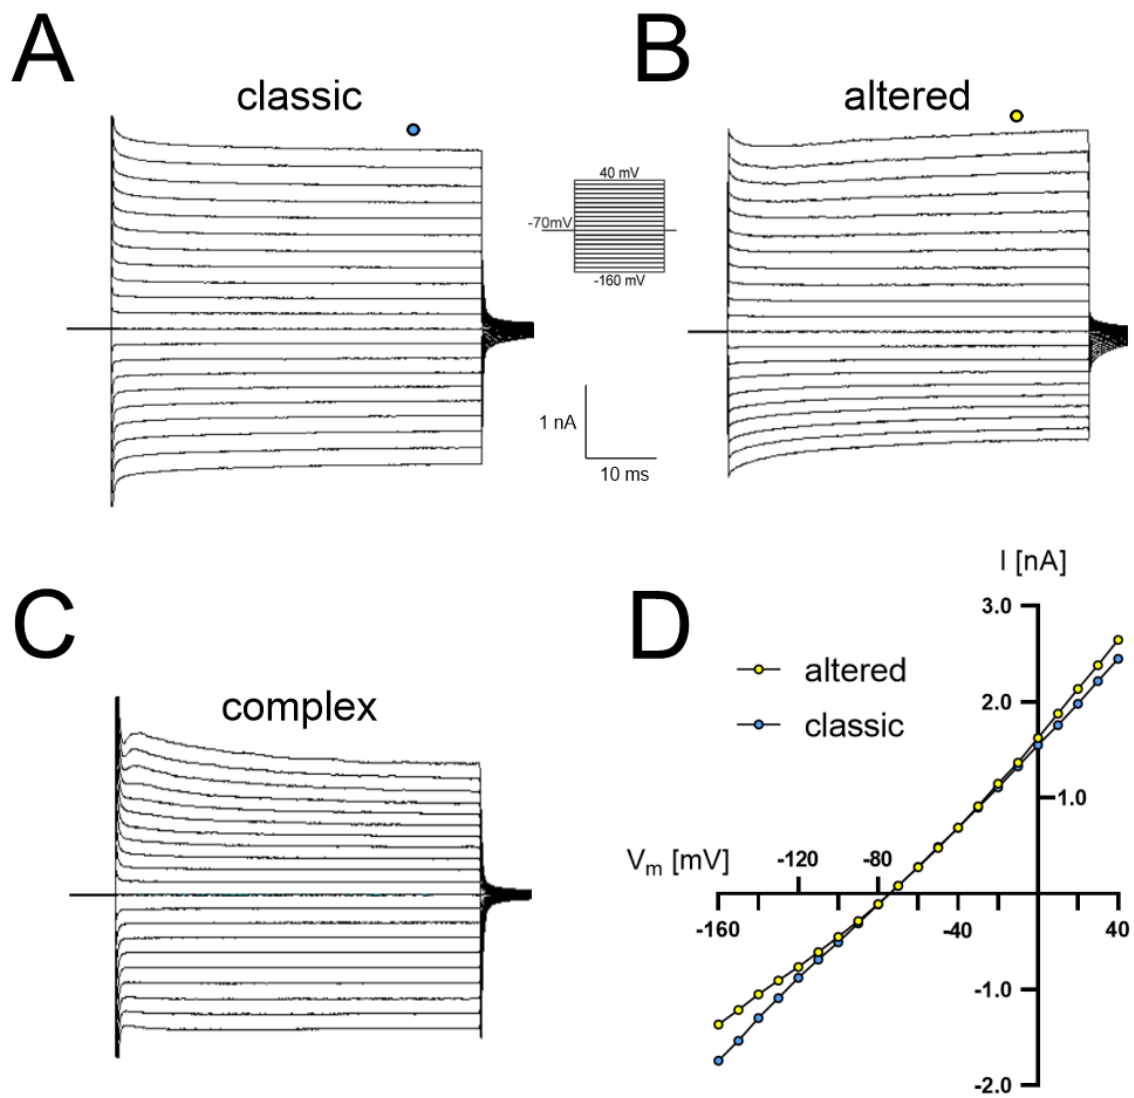 A
B
classic
altered
40 mV
-70mV
-160 mV
1 nA
10 ms
C
complex
D
I [nA]
3.0
altered
classic
2.0
1.0
Vm [mV]
-120
-80
-160
-40
40
-1.0
-2.0